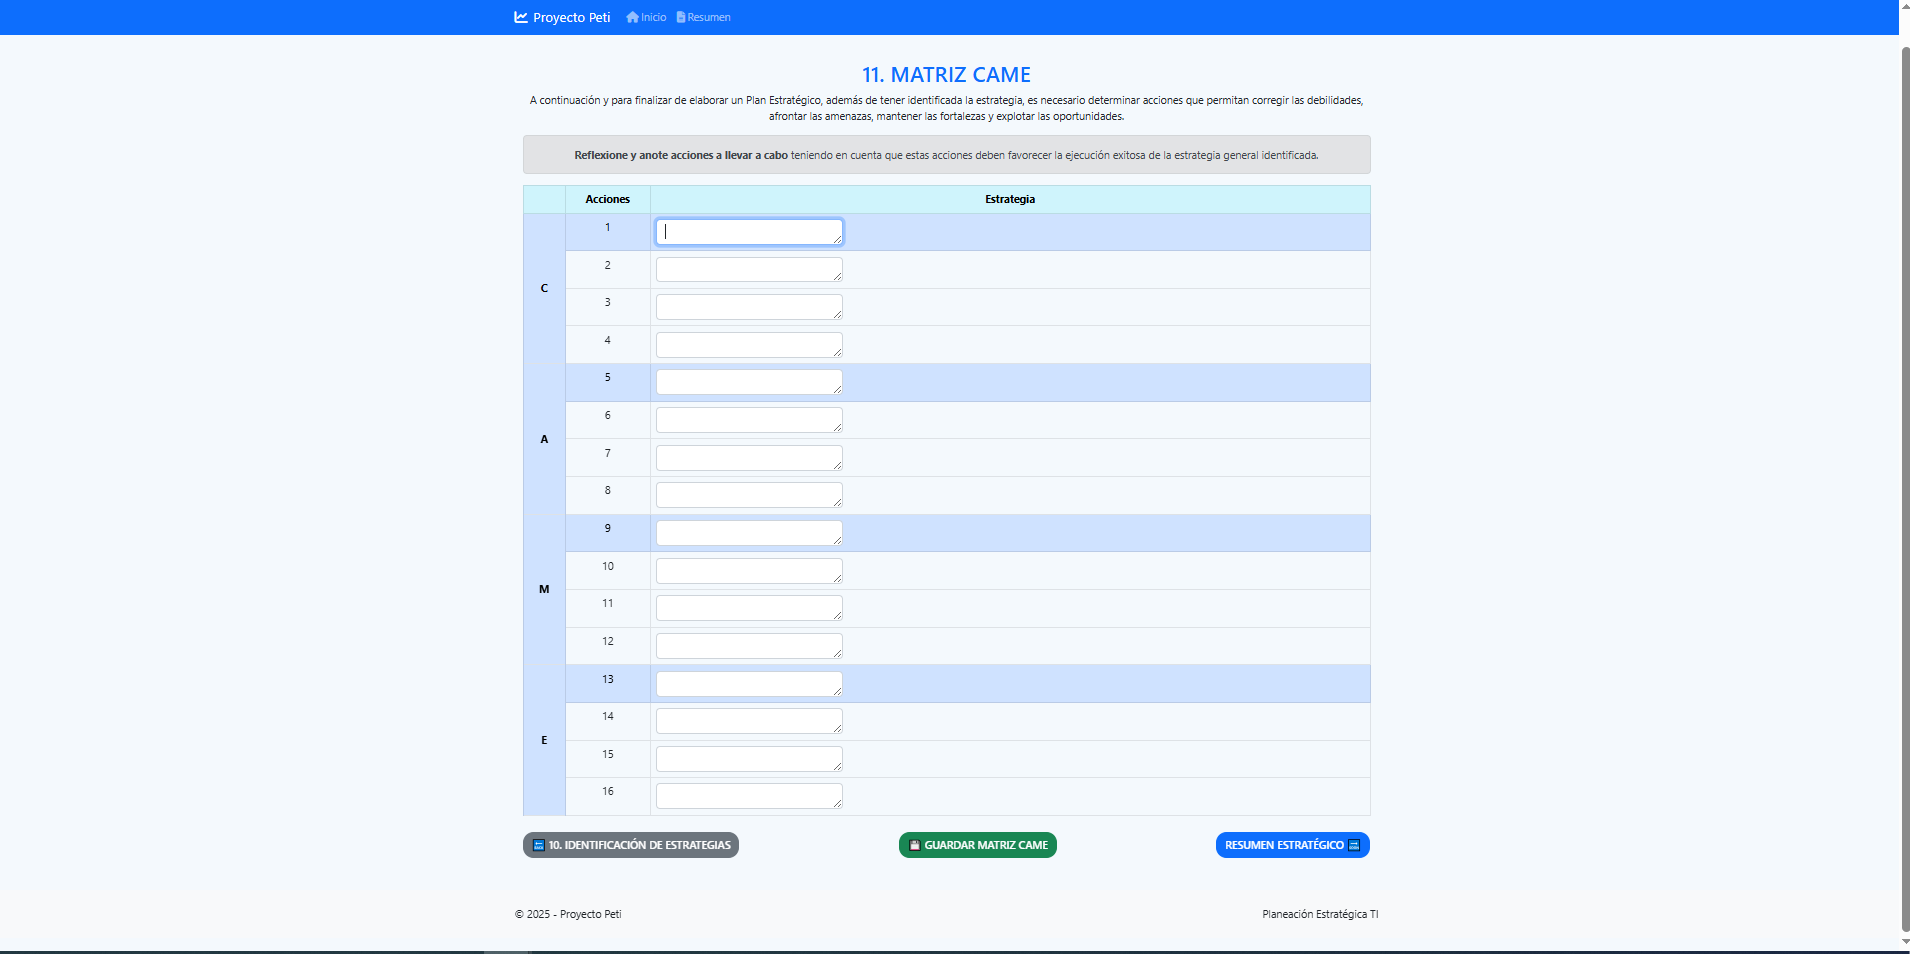 Proyecto Peti Inicio Resumen
11. MATRIZ CAME
A continuación y para finalizar de elaborar un Plan Estratégico, además de tener identificada la estrategia, es necesario determinar acciones que permitan corregir las debilidades,
afrontar las amenazas, mantener las fortalezas y explotar las oportunidades.
Reflexione y anote acciones a llevar a cabo teniendo en cuenta que estas acciones deben favorecer la ejecución exitosa de la estrategia general identificada.
Acciones Estrategia
1
2
C
3
4
5
6
A
7
8
9
10
M
11
12
13
14
E
15
16
10. IDENTIFICACIÓN DE ESTRATEGIAS GUARDAR MATRIZ CAME RESUMEN ESTRATÉGICO
© 2025 - Proyecto Peti Planeación Estratégica TI